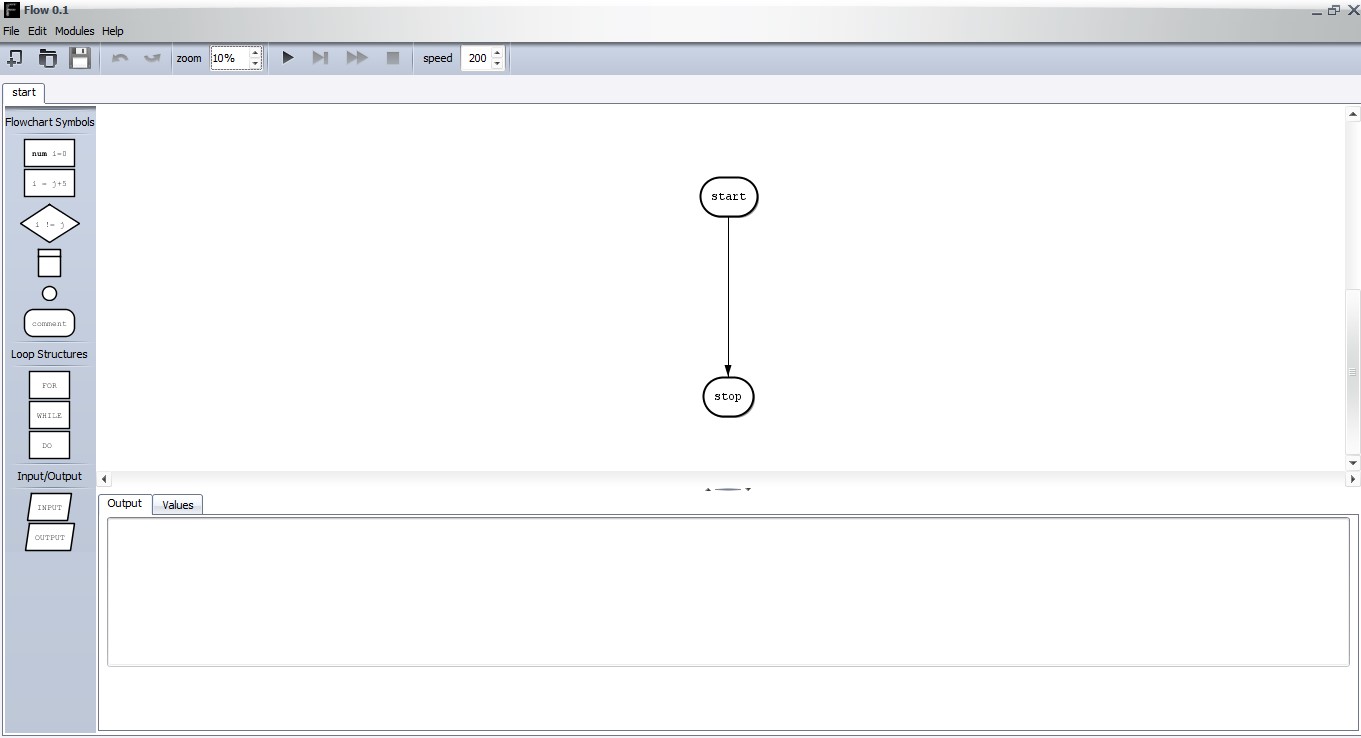 Flow 0.1
File Edit Modules Help
zoom 10% speed 200
start
Flowchart Symbols
num i=0
i = j+5
i != j
comment
Loop Structures
FOR
WHILE
DO
Input/Output
INPUT
OUTPUT
start
stop
Output Values